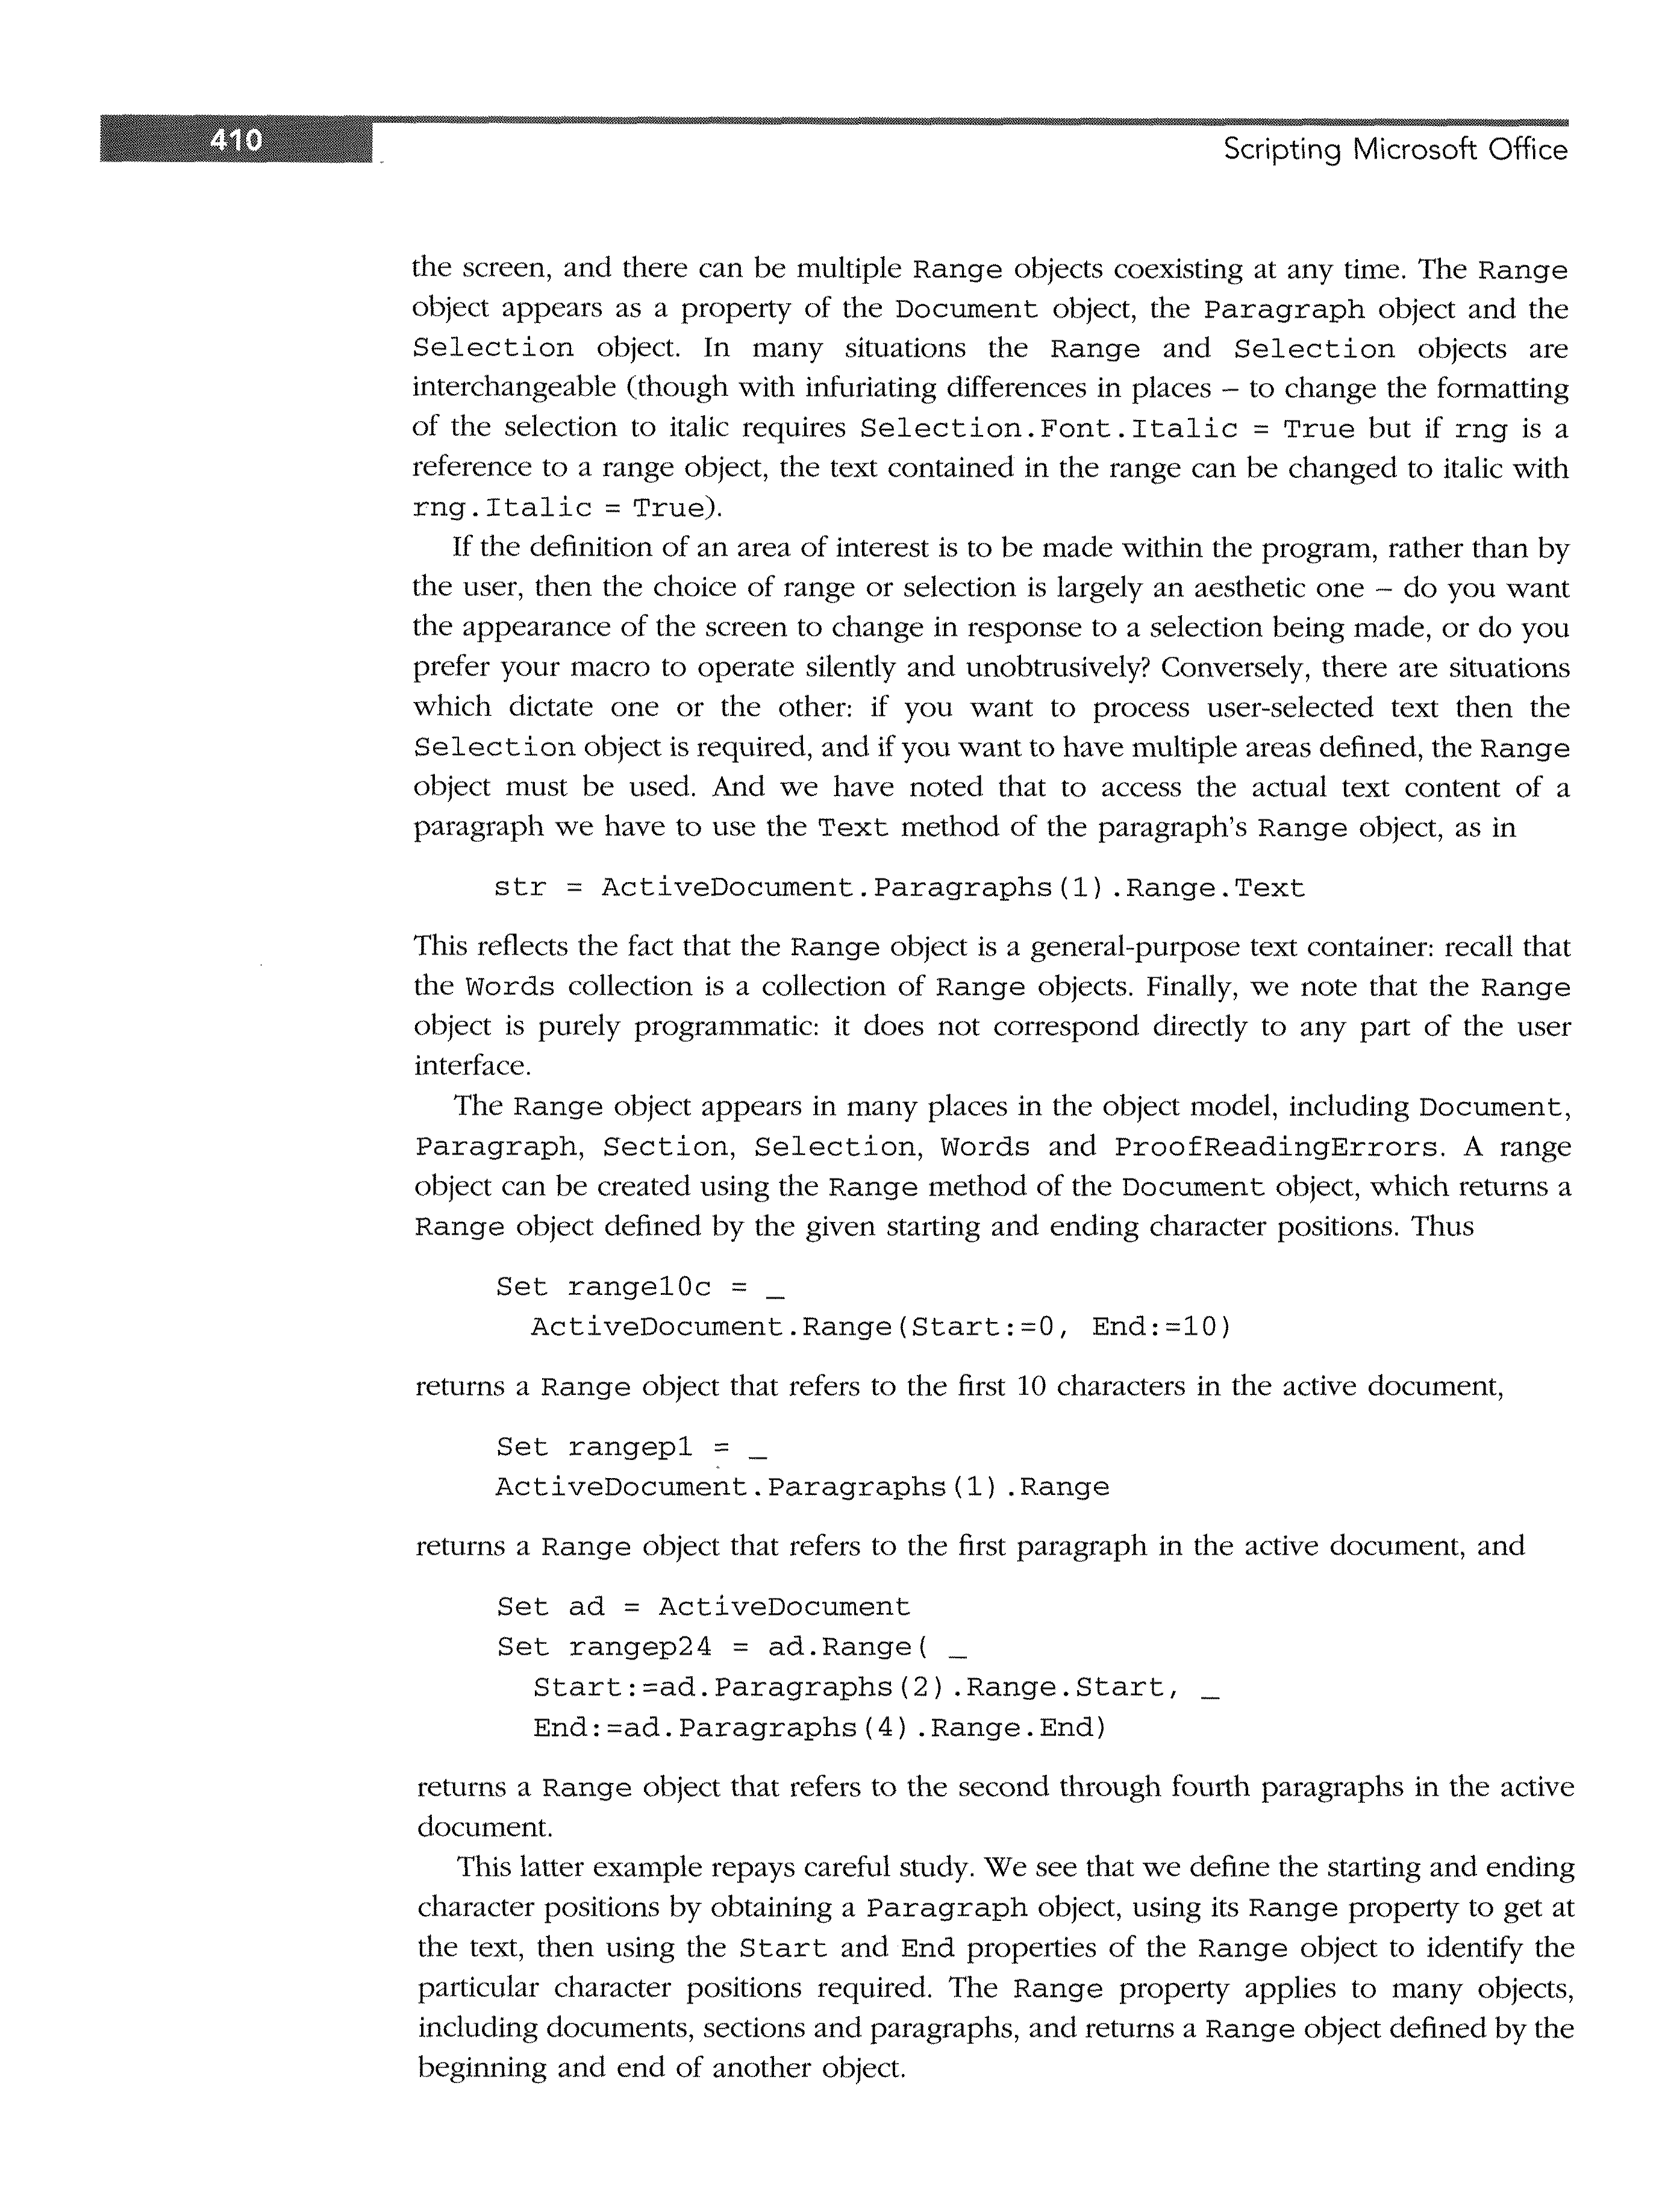 410
Scripting Microsoft Office
the screen, and there can be multiple Range objects coexisting at any time. The Range
object appears as a property of the Document object, the Paragraph object and the
Selection object. In many situations the Range and Selection objects are
interchangeable (though with infuriating differences in places – to change the formatting
of the selection to italic requires Selection.Font.Italic = True but if rng is a
reference to a range object, the text contained in the range can be changed to italic with
rng.Italic = True).
If the definition of an area of interest is to be made within the program, rather than by
the user, then the choice of range or selection is largely an aesthetic one – do you want
the appearance of the screen to change in response to a selection being made, or do you
prefer your macro to operate silently and unobtrusively? Conversely, there are situations
which dictate one or the other: if you want to process user-selected text then the
Selection object is required, and if you want to have multiple areas defined, the Range
object must be used. And we have noted that to access the actual text content of a
paragraph we have to use the Text method of the paragraph's Range object, as in
str = ActiveDocument.Paragraphs(1).Range.Text
This reflects the fact that the Range object is a general-purpose text container: recall that
the Words collection is a collection of Range objects. Finally, we note that the Range
object is purely programmatic: it does not correspond directly to any part of the user
interface.
The Range object appears in many places in the object model, including Document,
Paragraph, Section, Selection, Words and ProofReadingErrors. A range
object can be created using the Range method of the Document object, which returns a
Range object defined by the given starting and ending character positions. Thus
Set range10c = _
ActiveDocument.Range(Start:=0, End:=10)
returns a Range object that refers to the first 10 characters in the active document,
Set rangep1 = _
ActiveDocument.Paragraphs(1).Range
returns a Range object that refers to the first paragraph in the active document, and
Set ad = ActiveDocument
Set rangep24 = ad.Range( _
Start:=ad.Paragraphs(2).Range.Start, _
End:=ad.Paragraphs(4).Range.End)
returns a Range object that refers to the second through fourth paragraphs in the active
document.
This latter example repays careful study. We see that we define the starting and ending
character positions by obtaining a Paragraph object, using its Range property to get at
the text, then using the Start and End properties of the Range object to identify the
particular character positions required. The Range property applies to many objects,
including documents, sections and paragraphs, and returns a Range object defined by the
beginning and end of another object.